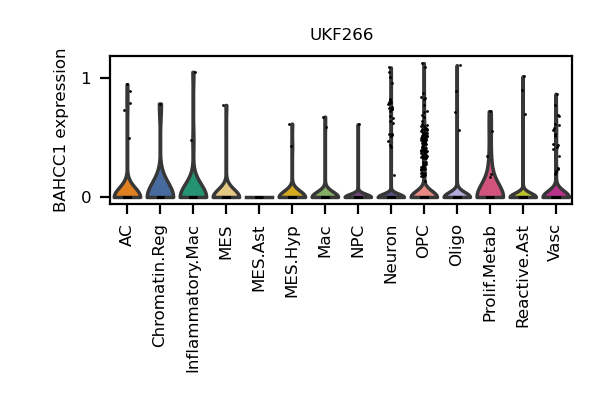 UKF266
BAHCC1 expression
1
0
AC
Chromatin.Reg
Inflammatory.Mac
MES
MES.Ast
MES.Hyp
Mac
NPC
Neuron
OPC
Oligo
Prolif.Metab
Reactive.Ast
Vasc